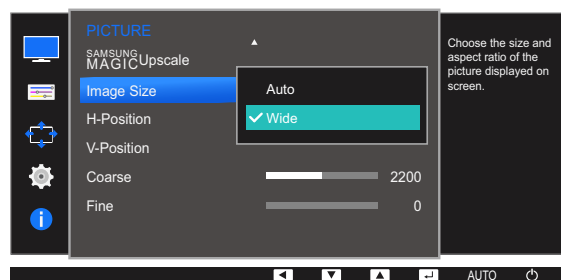 PICTURE
SAMSUNG
MAGIC Upscale
Image Size
Auto
Wide
H-Position
V-Position
Coarse 2200
Fine 0
Choose the size and
aspect ratio of the
picture displayed on
screen.
AUTO